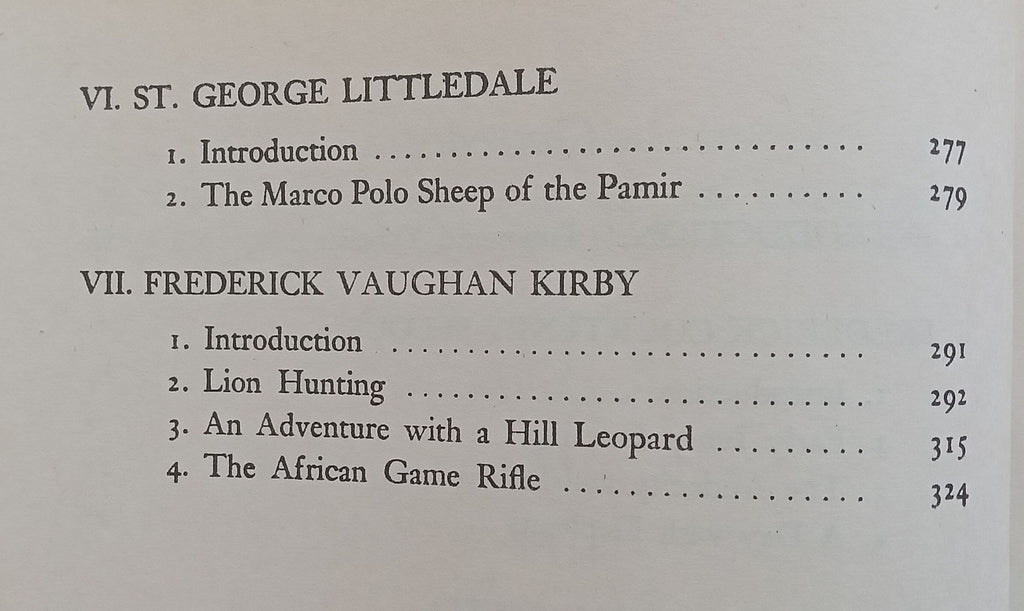 VI. ST. GEORGE LITTLEDALE
1. Introduction ................................ 277
2. The Marco Polo Sheep of the Pamir ........... 279
VII. FREDERICK VAUGHAN KIRBY
1. Introduction ................................ 291
2. Lion Hunting ............................... 292
3. An Adventure with a Hill Leopard .......... 315
4. The African Game Rifle .................... 324